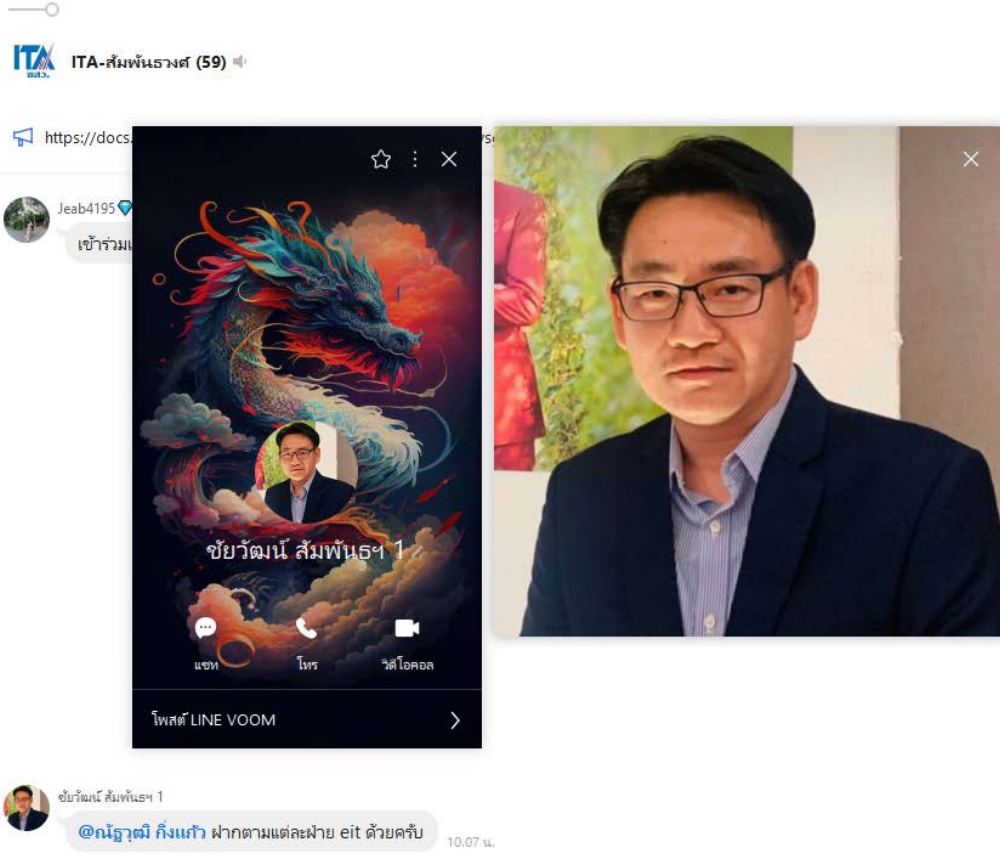 ITA
ขสว.
ITA-สัมพันธวงศ์ (59)
https://docs.
Jeab4195
เข้าร่วม
ชัยวัฒน์ สัมพันธฯ 1
แชท
โทร
วิดีโอคอล
โพสต์ LINE VOOM
ชัยวัฒน์ สัมพันธฯ 1
@ณัฐวุฒิ กิ่งแก้ว ฝากตามแต่ละฝ่าย eit ด้วยครับ
10.07 น.